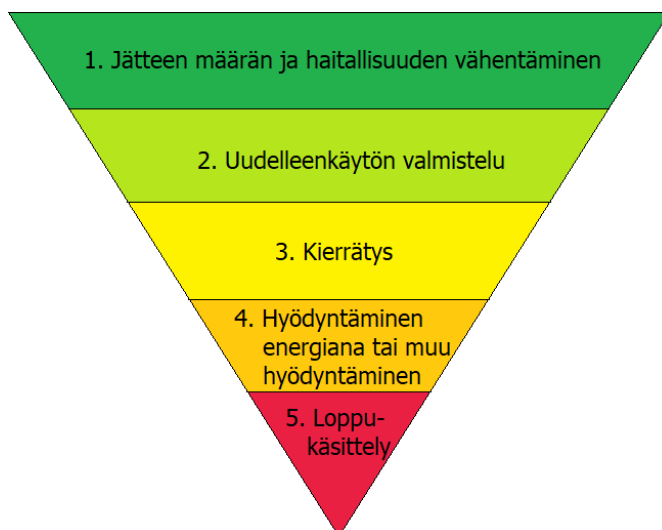 1. Jätteen määrän ja haitallisuuden vähentäminen
2. Uudelleenkäytön valmistelu
3. Kierrätys
4. Hyödyntäminen
energiana tai muu
hyödyntäminen
5. Loppu-
käsittely